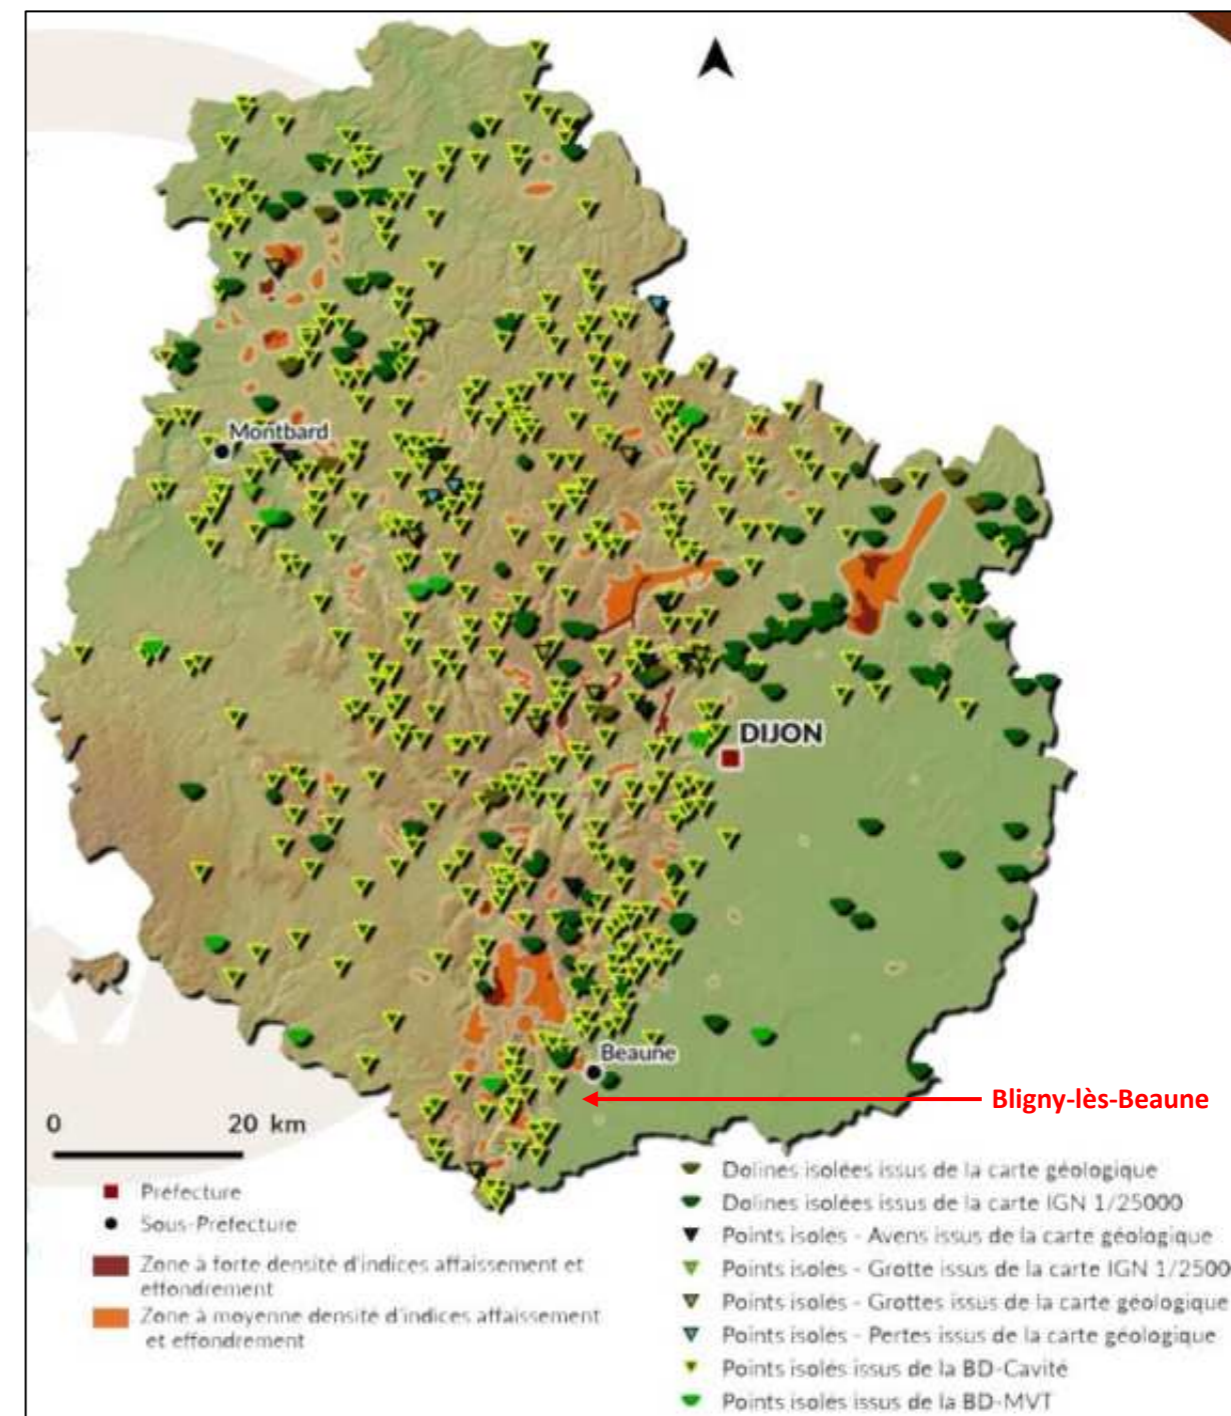 Montbard
DIJON
Beaune
Bligny-lès-Beaune
0 20 km
Préfecture
Sous-Préfecture
Zone à forte densité d'indices affaissement et
effondrement
Zone à moyenne densité d'indices affaissement
et effondrement
Dolines isolées issus de la carte géologique
Dolines isolées issus de la carte IGN 1/25000
Points isolés - Avens issus de la carte géologique
Points isolés - Grotte issus de la carte IGN 1/2500
Points isolés - Grottes issus de la carte géologique
Points isolés - Pertes issus de la carte géologique
Points isolés issus de la BD-Cavité
Points isolés issus de la BD-MVT